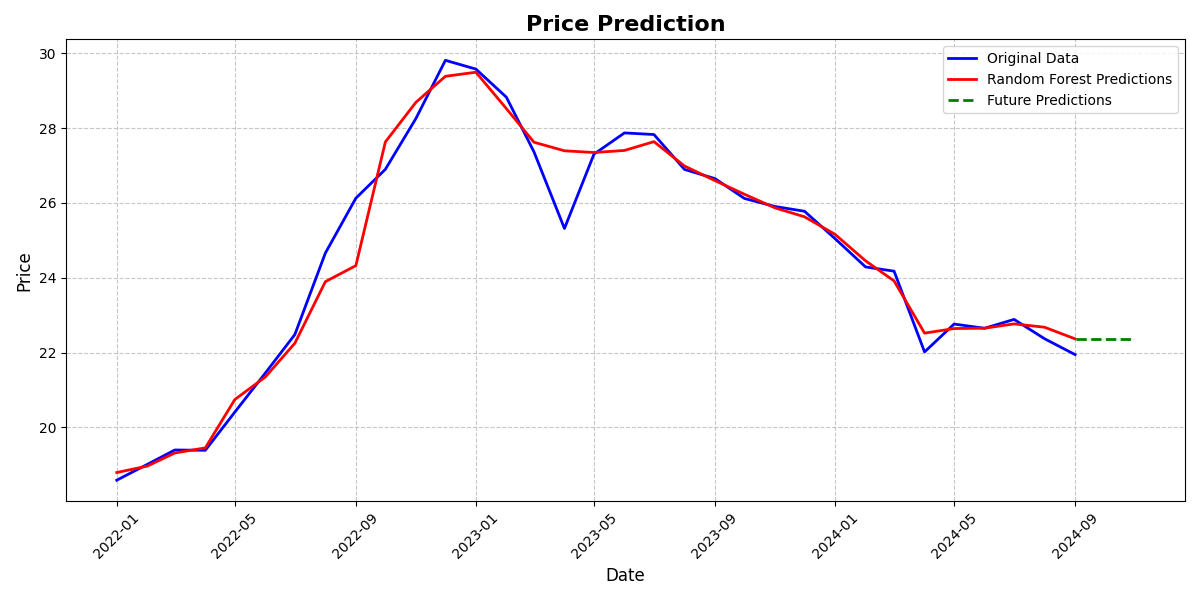 Price Prediction
Original Data
Random Forest Predictions
Future Predictions
Price
30
28
26
24
22
20
2022-01
2022-05
2022-09
2023-01
2023-05
2023-09
2024-01
2024-05
2024-09
Date